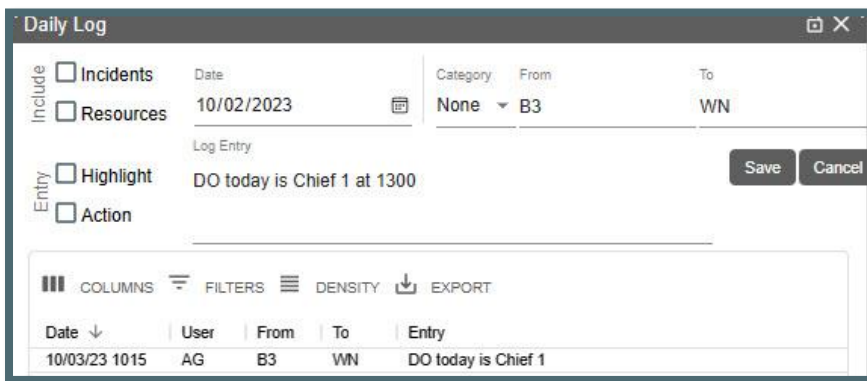 Daily Log
Include
Incidents
Resources
Date
10/02/2023
Category
None
From
B3
To
WN
Entry
Highlight
Action
Log Entry
DO today is Chief 1 at 1300
Save Cancel
COLUMNS FILTERS DENSITY EXPORT
Date User From To Entry
10/03/23 1015 AG B3 WN DO today is Chief 1